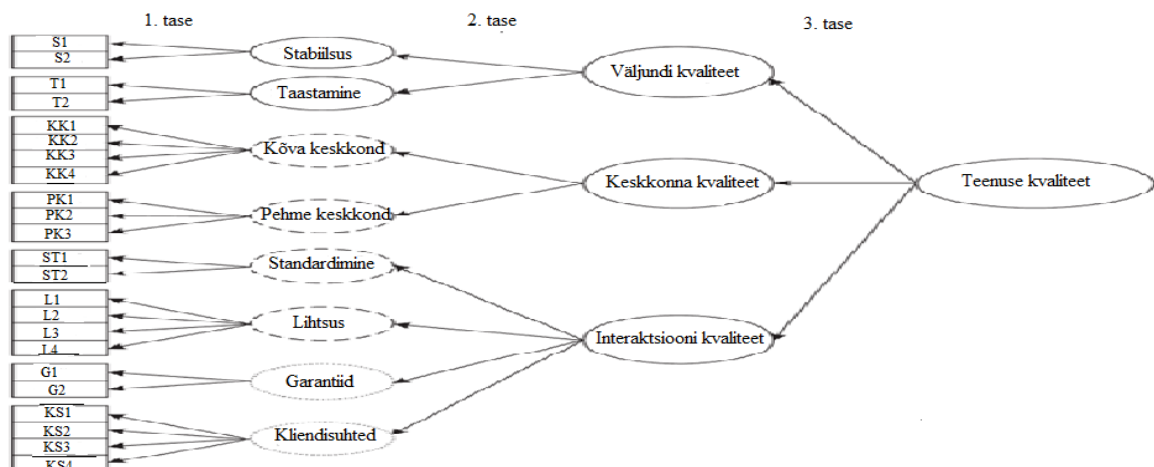 1. tase
2. tase
3. tase
S1
S2
Stabiilsus
T1
T2
Taastamine
Väljundi kvaliteet
KK1
KK2
KK3
KK4
Kõva keskkond
PK1
PK2
PK3
Pehme keskkond
Keskkonna kvaliteet
Teenuse kvaliteet
ST1
ST2
Standardimine
L1
L2
L3
L4
Lihtsus
Interaktsiooni kvaliteet
G1
G2
Garantiid
KS1
KS2
KS3
KS4
Kliendisuhted